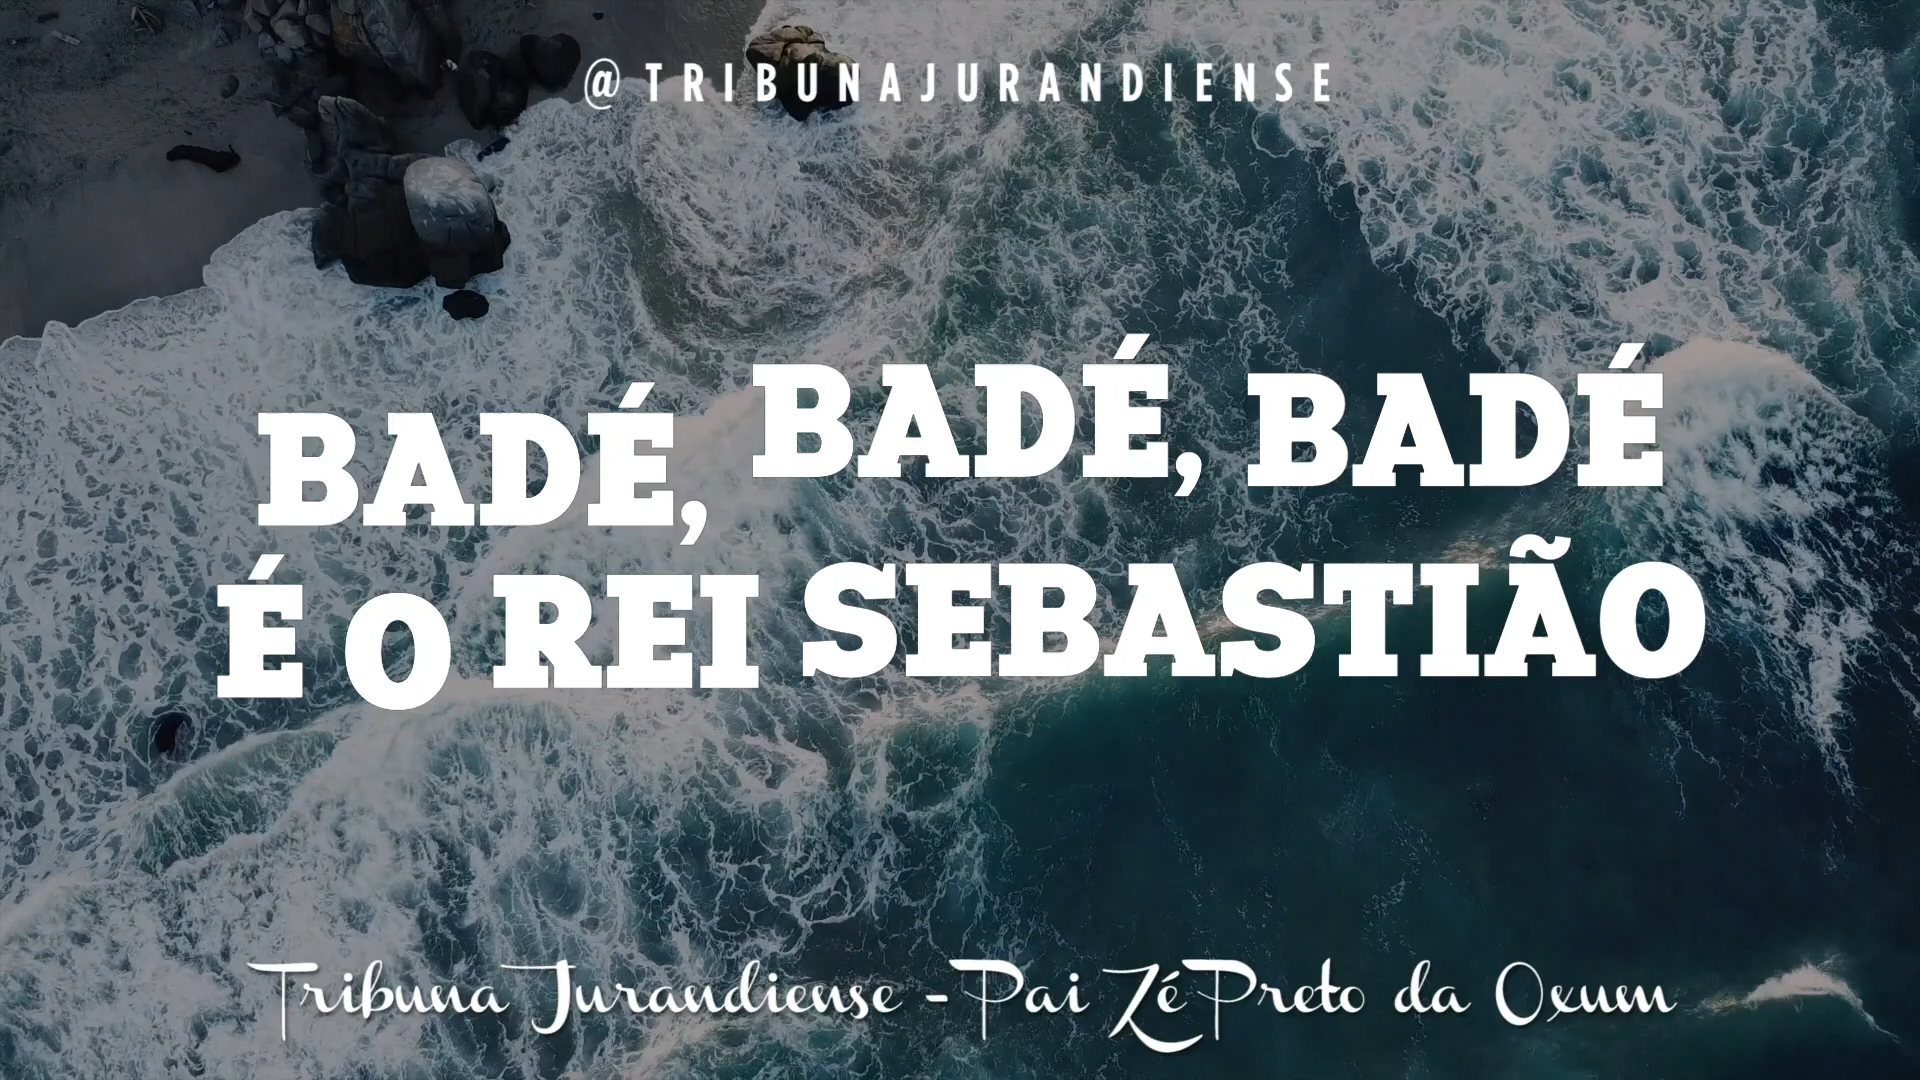 @TRIBUNAJURANDIENSE
BADÉ, BADÉ, BADÉ
É O REI SEBASTIÃO
Tribuna Jurandiense - Pai Zé Preto da Oxum